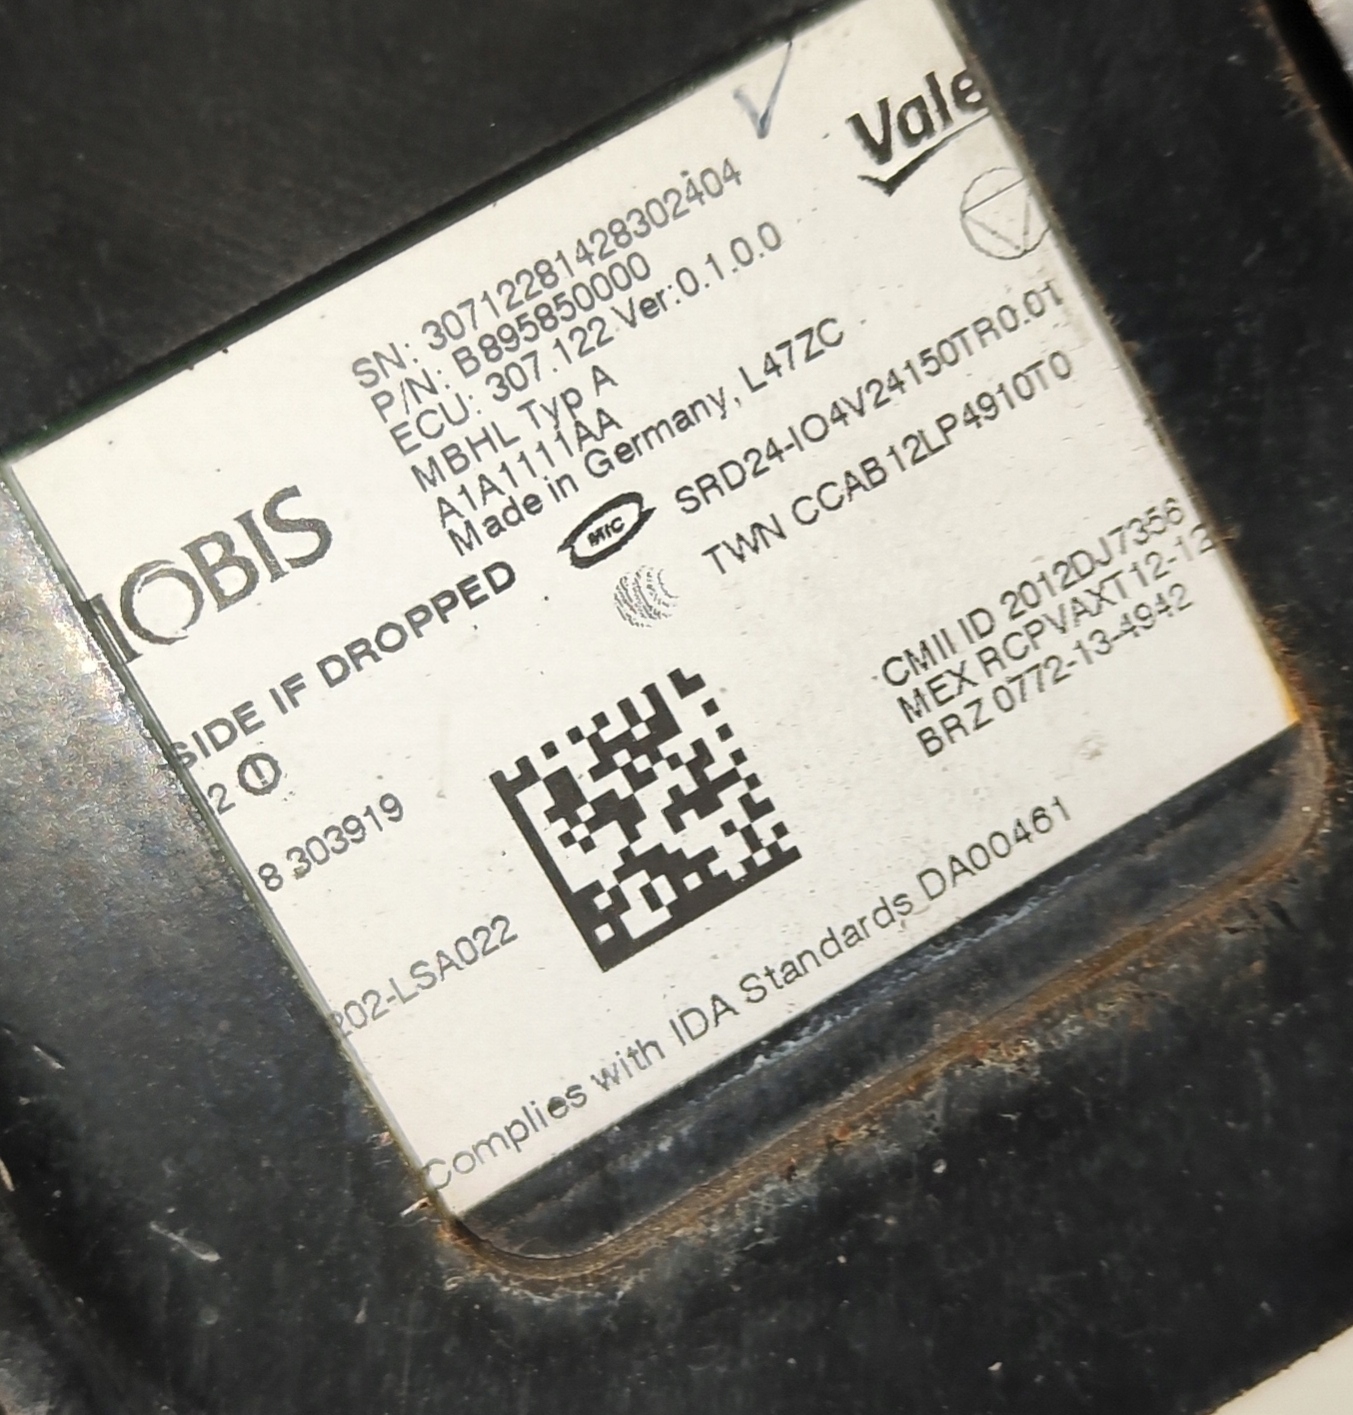 Vale
SN: 30712281428302404
P/N: B895850000
ECU: 307.122 Ver:0.1.0.0
MBHL Typ A
A1A1111AA
Made in Germany, L47ZC
OBIS
SIDE IF DROPPED
MIC
SRD24-IO4V24150TR0.01
TWN CCAB12LP4910T0
2
8 303919
CMII ID 2012DJ7356
MEX RCPVAXT12-12
BRZ 0772-13-4942
202-LSA022
Complies with IDA Standards DA00461